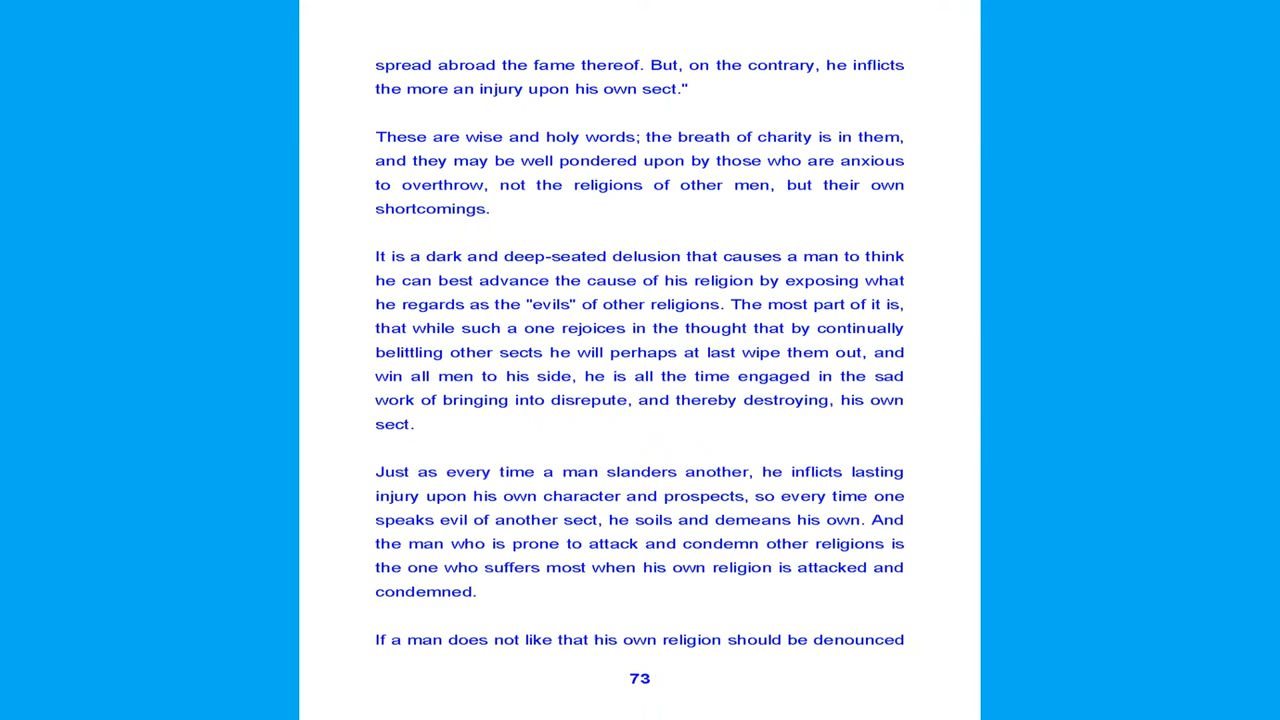 spread abroad the fame thereof. But, on the contrary, he inflicts
the more an injury upon his own sect."
These are wise and holy words; the breath of charity is in them,
and they may be well pondered upon by those who are anxious
to overthrow, not the religions of other men, but their own
shortcomings.
It is a dark and deep-seated delusion that causes a man to think
he can best advance the cause of his religion by exposing what
he regards as the "evils" of other religions. The most part of it is,
that while such a one rejoices in the thought that by continually
belittling other sects he will perhaps at last wipe them out, and
win all men to his side, he is all the time engaged in the sad
work of bringing into disrepute, and thereby destroying, his own
sect.
Just as every time a man slanders another, he inflicts lasting
injury upon his own character and prospects, so every time one
speaks evil of another sect, he soils and demeans his own. And
the man who is prone to attack and condemn other religions is
the one who suffers most when his own religion is attacked and
condemned.
If a man does not like that his own religion should be denounced
73